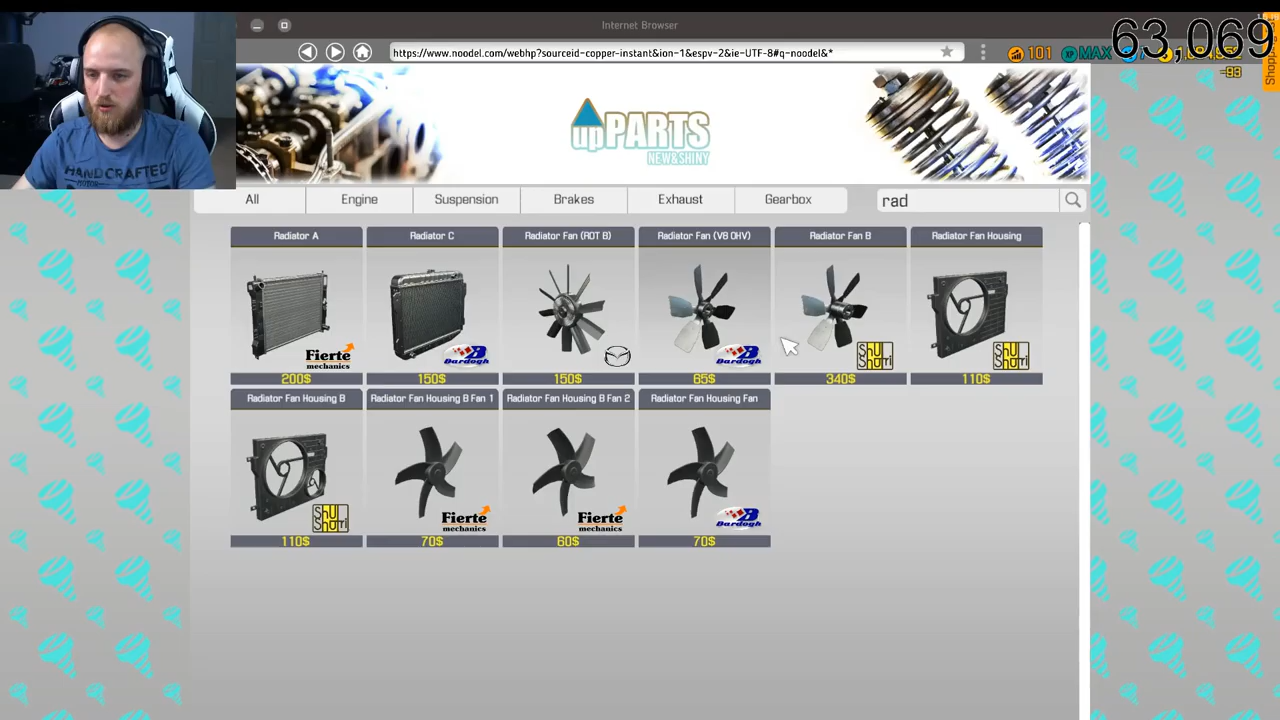 Internet Browser
63,069
https://www.noodel.com/webhp?sourceid-copper-instant&ion-1&espv-2&ie-UTF-8#q-noodel&*
101
XP MAX
-93
upPARTS
NEW&SHINY
HANDCRAFTED
All
Engine
Suspension
Brakes
Exhaust
Gearbox
rad
Radiator A
Radiator C
Radiator Fan (ROT B)
Radiator Fan (V8 OHV)
Radiator Fan B
Radiator Fan Housing
Fierte mechanics
Bardogh
Bardogh
Shu Shuri
Shu Shuri
200$
150$
150$
65$
340$
110$
Radiator Fan Housing B
Radiator Fan Housing B Fan 1
Radiator Fan Housing B Fan 2
Radiator Fan Housing Fan
Shu Shuri
Fierte mechanics
Fierte mechanics
Bardogh
110$
70$
60$
70$